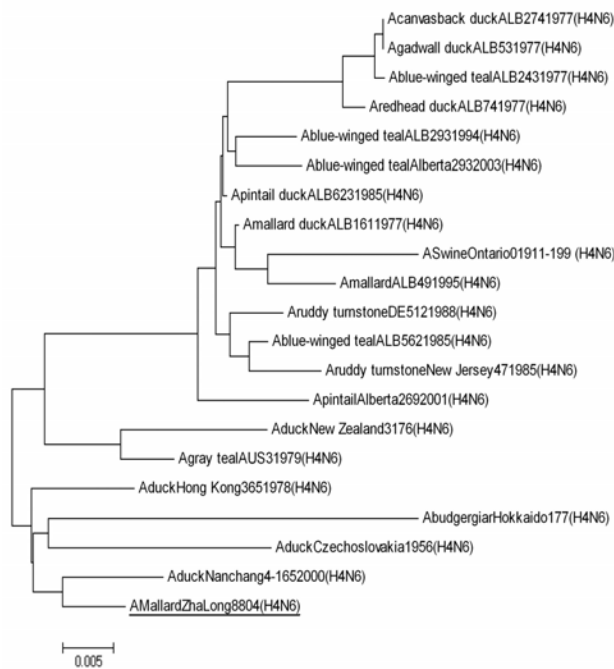 Acanvasback duckALB2741977(H4N6)
Agadwall duckALB531977(H4N6)
Ablue-winged tealALB2431977(H4N6)
Aredhead duckALB741977(H4N6)
Ablue-winged tealALB2931994(H4N6)
Ablue-winged tealAlberta2932003(H4N6)
Apintail duckALB6231985(H4N6)
Amallard duckALB1611977(H4N6)
ASwineOntario01911-199 (H4N6)
AmallardALB491995(H4N6)
Aruddy turnstoneDE5121988(H4N6)
Ablue-winged tealALB5621985(H4N6)
Aruddy turnstoneNew Jersey471985(H4N6)
ApintailAlberta2692001(H4N6)
AduckNew Zealand3176(H4N6)
Agray tealAUS31979(H4N6)
AduckHong Kong3651978(H4N6)
AbudgergiarHokkaido177(H4N6)
AduckCzechoslovakia1956(H4N6)
AduckNanchang4-1652000(H4N6)
AMallardZhaLong8804(H4N6)
0.005